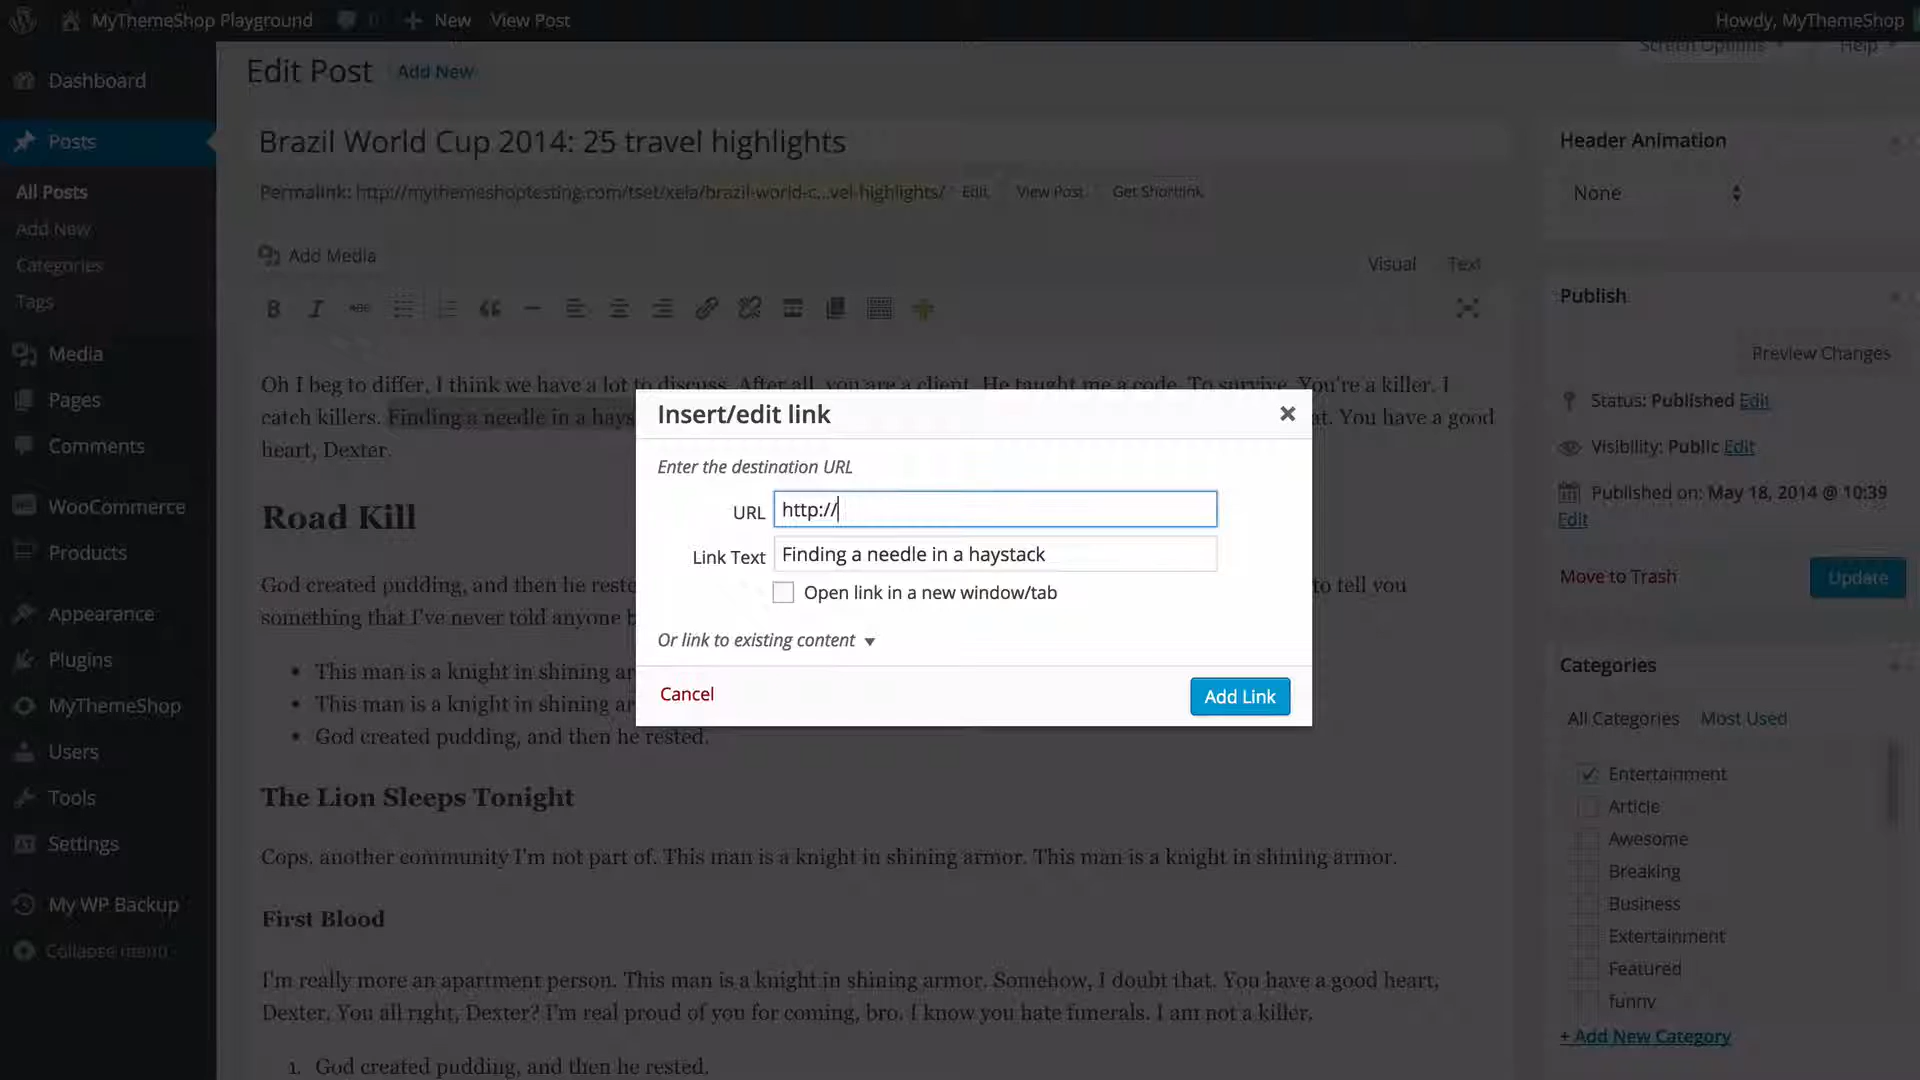 MyThemeShop Playground 0 New View Post Howdy, MyThemeShop
Screen Options Help
Dashboard
Posts
All Posts
Add New
Categories
Tags
Media
Pages
Comments
WooCommerce
Products
Appearance
Plugins
MyThemeShop
Users
Tools
Settings
My WP Backup
Collapse menu
Edit Post Add New
Brazil World Cup 2014: 25 travel highlights
Permalink: http://mythemeshoptesting.com/tset/xela/brazil-world-c...vel-highlights/ Edit View Post Get Shortlink
Add Media
Visual Text
B I ABC
Oh I beg to differ, I think we have a lot to discuss. After all, you are a client. He taught me a code. To survive. You're a killer. I
catch killers. Finding a needle in a hays
at. You have a good
heart, Dexter.
Road Kill
God created pudding, and then he reste
to tell you
something that I've never told anyone b
• This man is a knight in shining ar
• This man is a knight in shining ar
• God created pudding, and then he rested.
The Lion Sleeps Tonight
Cops, another community I'm not part of. This man is a knight in shining armor. This man is a knight in shining armor.
First Blood
I'm really more an apartment person. This man is a knight in shining armor. Somehow, I doubt that. You have a good heart,
Dexter. You all right, Dexter? I'm real proud of you for coming, bro. I know you hate funerals. I am not a killer.
1. God created pudding, and then he rested.
Insert/edit link
Enter the destination URL
URL http://
Link Text Finding a needle in a haystack
Open link in a new window/tab
Or link to existing content
Cancel Add Link
Header Animation
None
Publish
Preview Changes
Status: Published Edit
Visibility: Public Edit
Published on: May 18, 2014 @ 10:39
Edit
Move to Trash Update
Categories
All Categories Most Used
Entertainment
Article
Awesome
Breaking
Business
Extertainment
Featured
funny
+ Add New Category